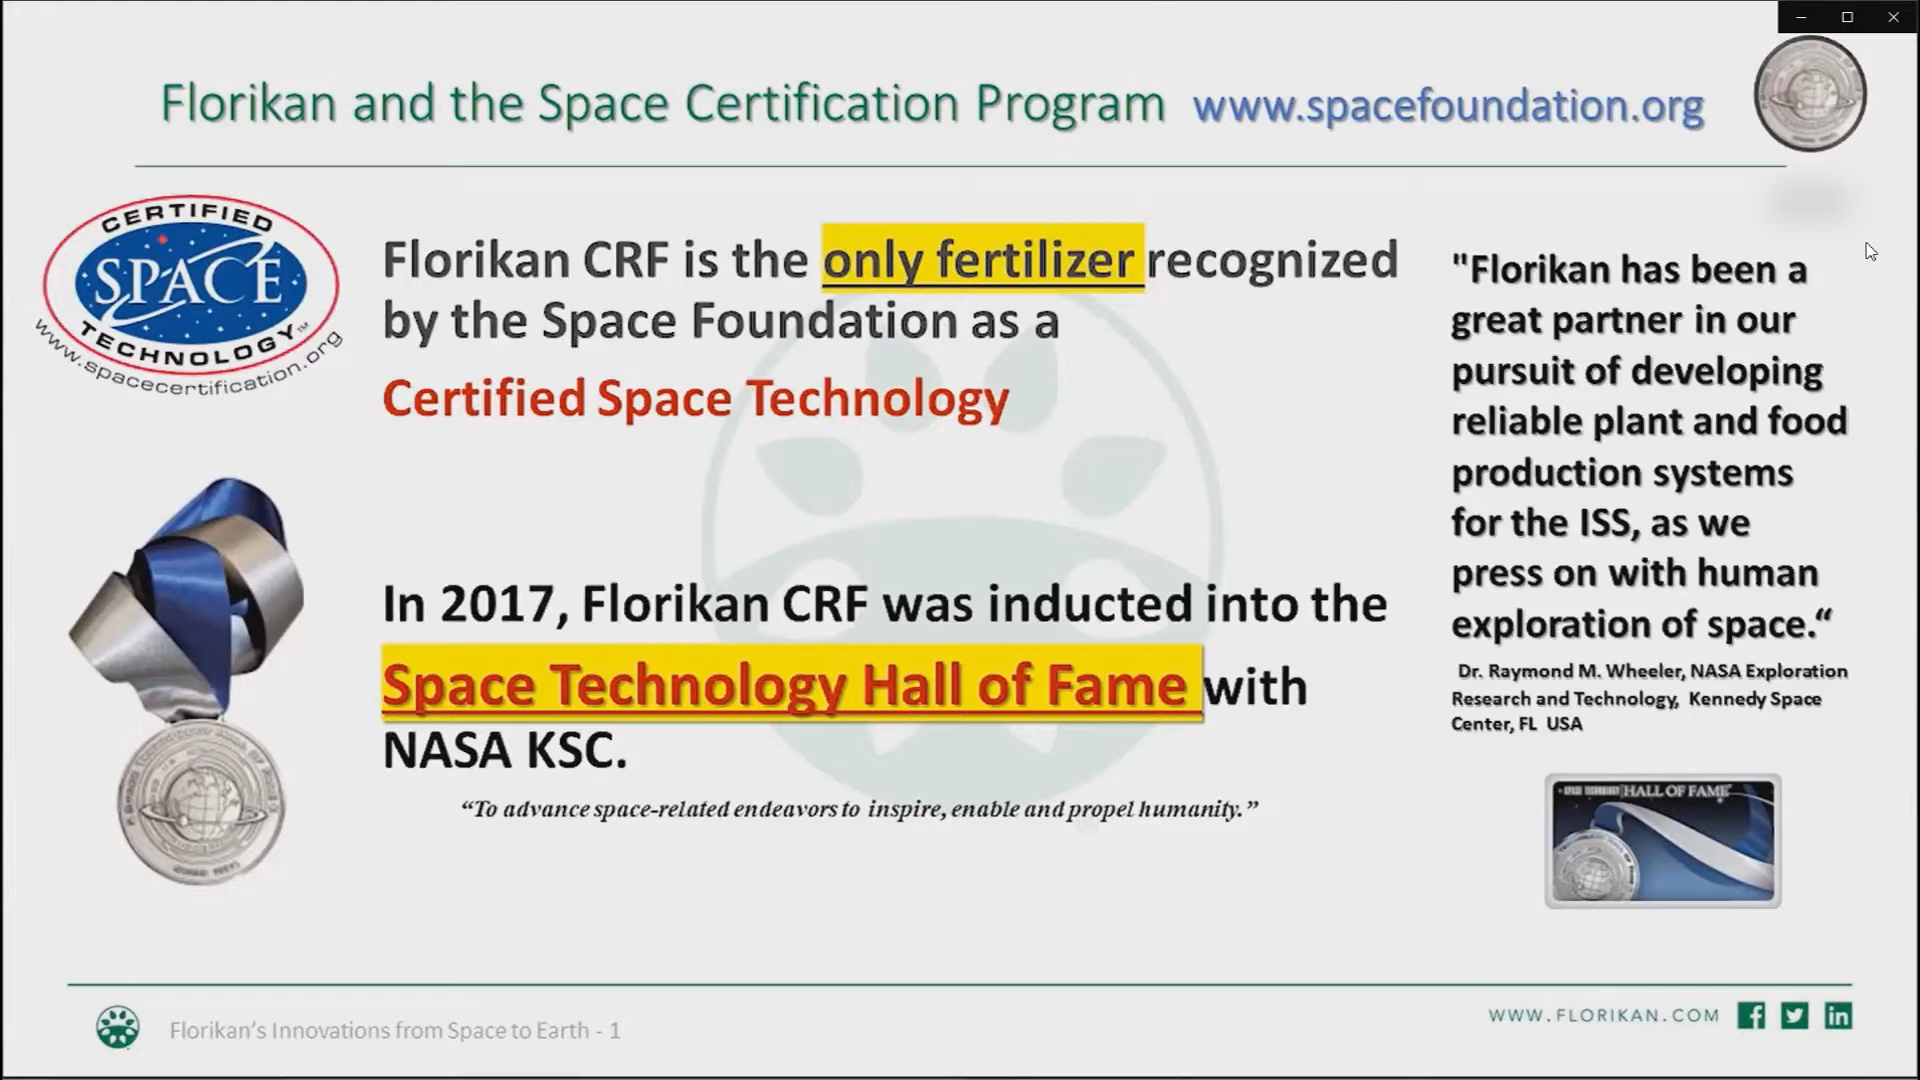 Florikan and the Space Certification Program www.spacefoundation.org
CERTIFIED
SPACE
TECHNOLOGY™
www.spacecertification.org
Florikan CRF is the only fertilizer recognized
by the Space Foundation as a
Certified Space Technology
In 2017, Florikan CRF was inducted into the
Space Technology Hall of Fame with
NASA KSC.
“To advance space-related endeavors to inspire, enable and propel humanity.”
"Florikan has been a
great partner in our
pursuit of developing
reliable plant and food
production systems
for the ISS, as we
press on with human
exploration of space.“
Dr. Raymond M. Wheeler, NASA Exploration
Research and Technology, Kennedy Space
Center, FL USA
SPACE TECHNOLOGY HALL OF FAME
Florikan’s Innovations from Space to Earth - 1
WWW.FLORIKAN.COM